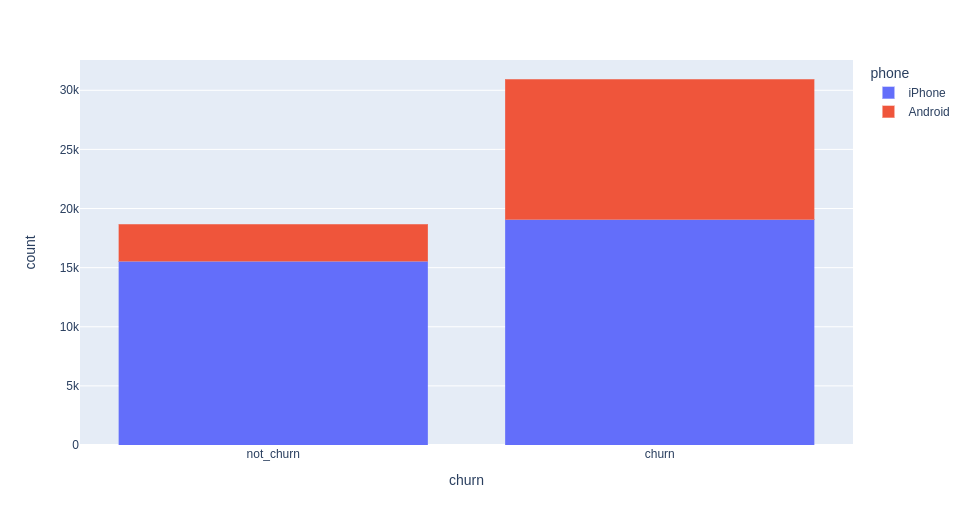 phone
iPhone
Android
30k
25k
20k
15k
10k
5k
0
count
not_churn
churn
churn